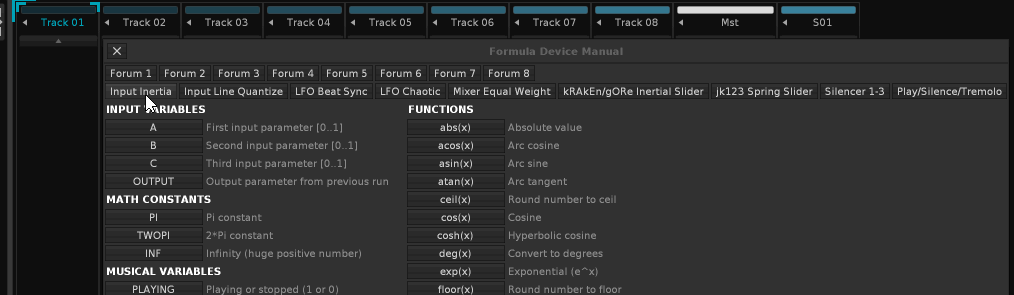 Track 01 Track 02 Track 03 Track 04 Track 05 Track 06 Track 07 Track 08 Mst S01
Formula Device Manual
Forum 1 Forum 2 Forum 3 Forum 4 Forum 5 Forum 6 Forum 7 Forum 8
Input Inertia Input Line Quantize LFO Beat Sync LFO Chaotic Mixer Equal Weight kRAkEn/gORe Inertial Slider jk123 Spring Slider Silencer 1-3 Play/Silence/Tremolo
INPUT VARIABLES FUNCTIONS
A First input parameter [0..1] abs(x) Absolute value
B Second input parameter [0..1] acos(x) Arc cosine
C Third input parameter [0..1] asin(x) Arc sine
OUTPUT Output parameter from previous run atan(x) Arc tangent
MATH CONSTANTS ceil(x) Round number to ceil
PI Pi constant cos(x) Cosine
TWOPI 2*Pi constant cosh(x) Hyperbolic cosine
INF Infinity (huge positive number) deg(x) Convert to degrees
MUSICAL VARIABLES exp(x) Exponential (e^x)
PLAYING Playing or stopped (1 or 0) floor(x) Round number to floor